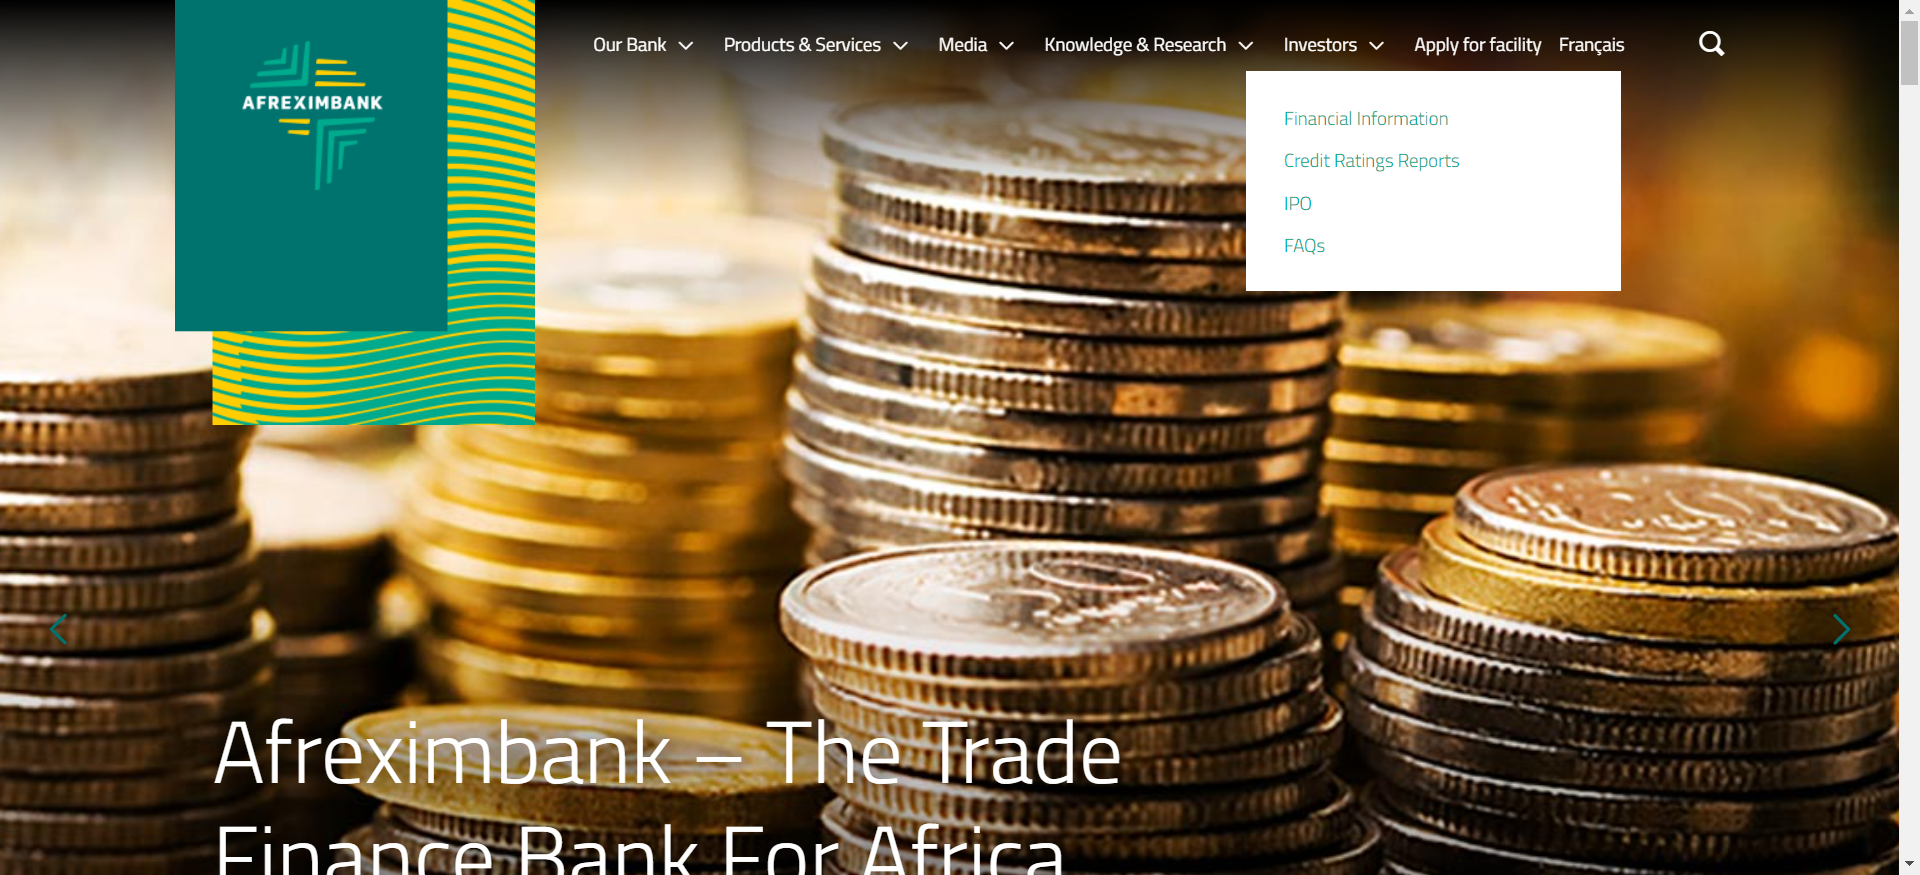 AFREXIMBANK
Our Bank
Products & Services
Media
Knowledge & Research
Investors
Apply for facility
Français
Financial Information
Credit Ratings Reports
IPO
FAQs
Afreximbank – The Trade
Finance Bank For Africa